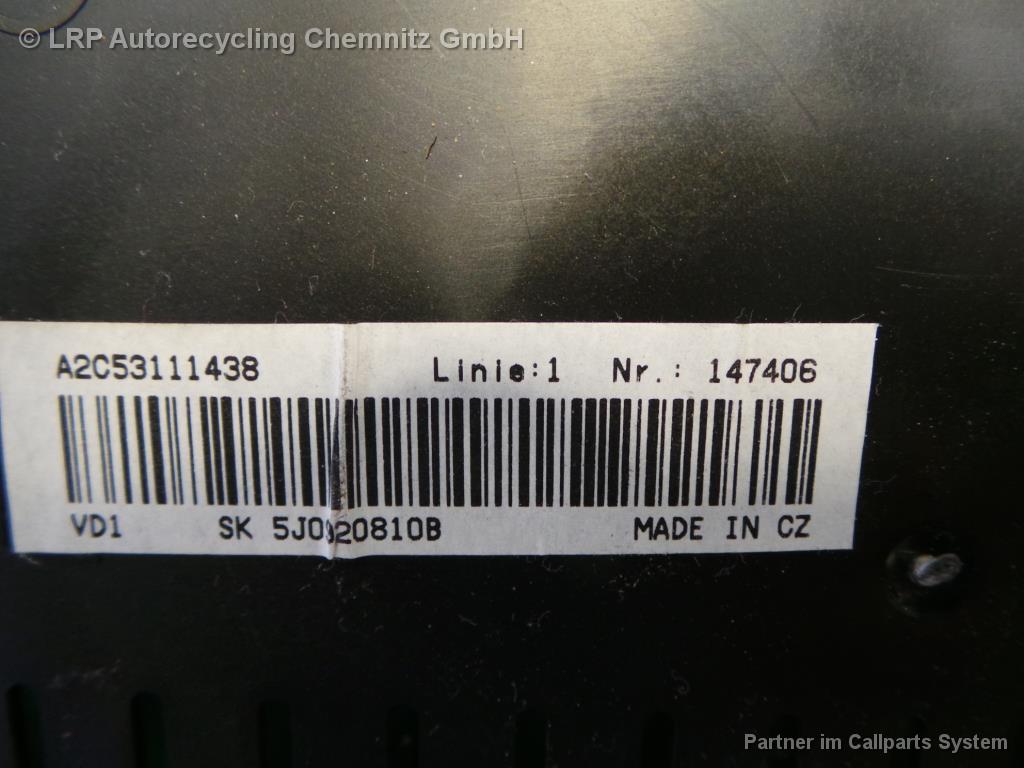 © LRP Autorecycling Chemnitz GmbH
A2C53111438 Linie:1 Nr.: 147406
VD1 SK 5J0920810B MADE IN CZ
Partner im Callparts System